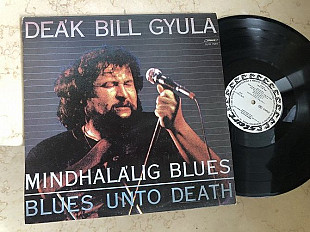 DEÁK BILL GYULA
MINDHALÁLIG BLUES
BLUES UNTO DEATH